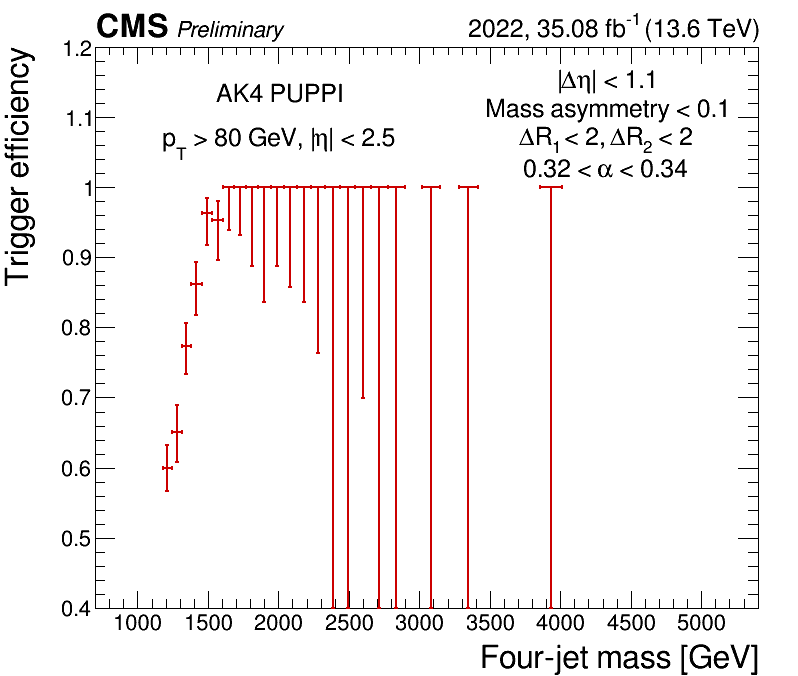 CMS Preliminary 2022, 35.08 fb⁻¹ (13.6 TeV)
Trigger efficiency
AK4 PUPPI
p_T > 80 GeV, |η| < 2.5
|Δη| < 1.1
Mass asymmetry < 0.1
ΔR₁ < 2, ΔR₂ < 2
0.32 < α < 0.34
1.2
1.1
1
0.9
0.8
0.7
0.6
0.5
0.4
1000 1500 2000 2500 3000 3500 4000 4500 5000
Four-jet mass [GeV]